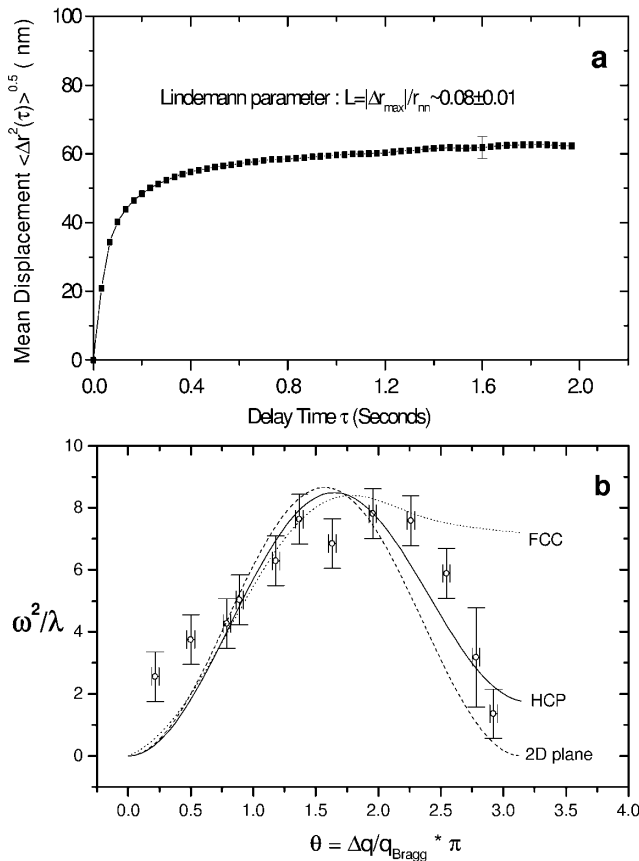 a
Lindemann parameter : L=|Δr_max|/r_nn~0.08±0.01
Mean Displacement <Δr²(τ)>^0.5 ( nm)
100
80
60
40
20
0
0.0 0.4 0.8 1.2 1.6 2.0
Delay Time τ (Seconds)
b
10
8
6
4
2
0
ω²/λ
FCC
HCP
2D plane
0.0 0.5 1.0 1.5 2.0 2.5 3.0 3.5 4.0
θ = Δq/q_Bragg * π